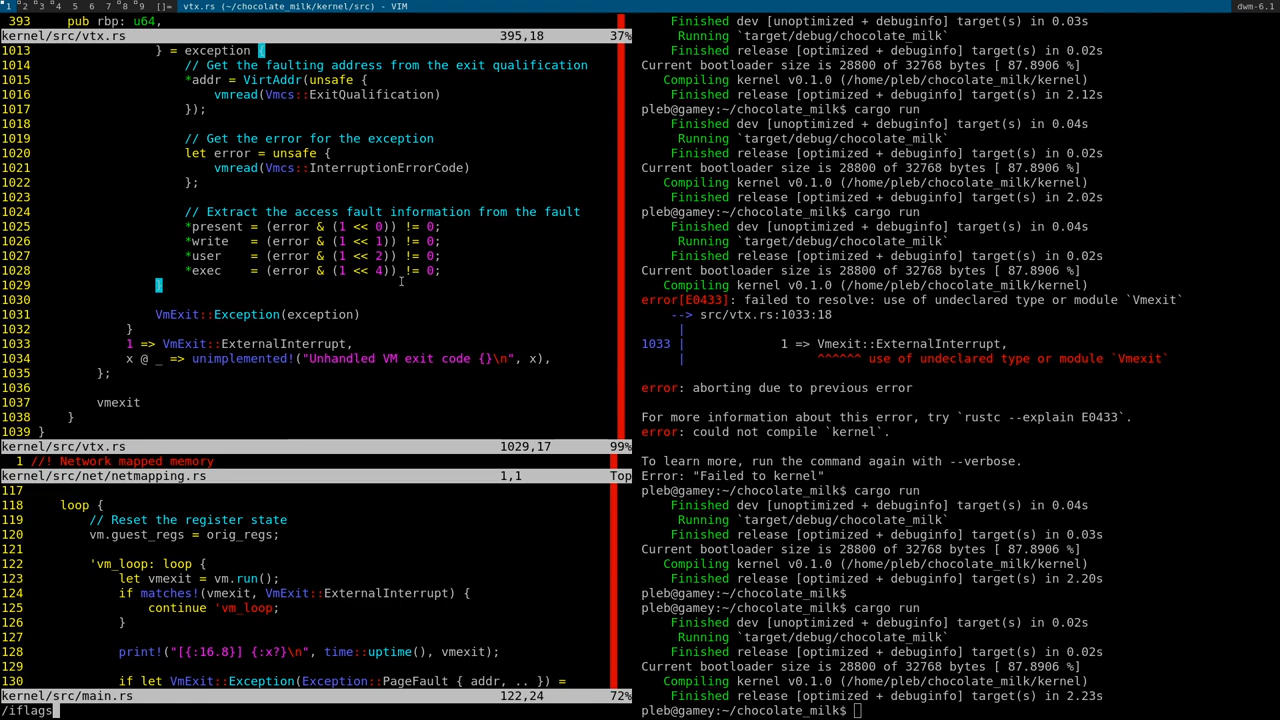 1 2 3 4 5 6 7 8 9 []= vtx.rs (~/chocolate_milk/kernel/src) - VIM dwm-6.1
393     pub rbp: u64,
kernel/src/vtx.rs 395,18 37%
1013                 } = exception {
1014                     // Get the faulting address from the exit qualification
1015                     *addr = VirtAddr(unsafe {
1016                         vmread(Vmcs::ExitQualification)
1017                     });
1018
1019                     // Get the error for the exception
1020                     let error = unsafe {
1021                         vmread(Vmcs::InterruptionErrorCode)
1022                     };
1023
1024                     // Extract the access fault information from the fault
1025                     *present = (error & (1 << 0)) != 0;
1026                     *write   = (error & (1 << 1)) != 0;
1027                     *user    = (error & (1 << 2)) != 0;
1028                     *exec    = (error & (1 << 4)) != 0;
1029                 }
1030
1031                 VmExit::Exception(exception)
1032             }
1033             1 => VmExit::ExternalInterrupt,
1034             x @ _ => unimplemented!("Unhandled VM exit code {}\n", x),
1035         };
1036
1037         vmexit
1038     }
1039 }
kernel/src/vtx.rs 1029,17 99%
1 //! Network mapped memory
kernel/src/net/netmapping.rs 1,1 Top
117
118     loop {
119         // Reset the register state
120         vm.guest_regs = orig_regs;
121
122         'vm_loop: loop {
123             let vmexit = vm.run();
124             if matches!(vmexit, VmExit::ExternalInterrupt) {
125                 continue 'vm_loop;
126             }
127
128             print!("[{:16.8}] {:x?}\n", time::uptime(), vmexit);
129
130             if let VmExit::Exception(Exception::PageFault { addr, .. }) =
kernel/src/main.rs 122,24 72%
/iflags
Finished dev [unoptimized + debuginfo] target(s) in 0.03s
Running `target/debug/chocolate_milk`
Finished release [optimized + debuginfo] target(s) in 0.02s
Current bootloader size is 28800 of 32768 bytes [ 87.8906 %]
Compiling kernel v0.1.0 (/home/pleb/chocolate_milk/kernel)
Finished release [optimized + debuginfo] target(s) in 2.12s
pleb@gamey:~/chocolate_milk$ cargo run
Finished dev [unoptimized + debuginfo] target(s) in 0.04s
Running `target/debug/chocolate_milk`
Finished release [optimized + debuginfo] target(s) in 0.02s
Current bootloader size is 28800 of 32768 bytes [ 87.8906 %]
Compiling kernel v0.1.0 (/home/pleb/chocolate_milk/kernel)
Finished release [optimized + debuginfo] target(s) in 2.02s
pleb@gamey:~/chocolate_milk$ cargo run
Finished dev [unoptimized + debuginfo] target(s) in 0.04s
Running `target/debug/chocolate_milk`
Finished release [optimized + debuginfo] target(s) in 0.02s
Current bootloader size is 28800 of 32768 bytes [ 87.8906 %]
Compiling kernel v0.1.0 (/home/pleb/chocolate_milk/kernel)
error[E0433]: failed to resolve: use of undeclared type or module `Vmexit`
--> src/vtx.rs:1033:18
|
1033 |             1 => Vmexit::ExternalInterrupt,
|                  ^^^^^^ use of undeclared type or module `Vmexit`
error: aborting due to previous error
For more information about this error, try `rustc --explain E0433`.
error: could not compile `kernel`.
To learn more, run the command again with --verbose.
Error: "Failed to kernel"
pleb@gamey:~/chocolate_milk$ cargo run
Finished dev [unoptimized + debuginfo] target(s) in 0.04s
Running `target/debug/chocolate_milk`
Finished release [optimized + debuginfo] target(s) in 0.03s
Current bootloader size is 28800 of 32768 bytes [ 87.8906 %]
Compiling kernel v0.1.0 (/home/pleb/chocolate_milk/kernel)
Finished release [optimized + debuginfo] target(s) in 2.20s
pleb@gamey:~/chocolate_milk$
pleb@gamey:~/chocolate_milk$ cargo run
Finished dev [unoptimized + debuginfo] target(s) in 0.02s
Running `target/debug/chocolate_milk`
Finished release [optimized + debuginfo] target(s) in 0.02s
Current bootloader size is 28800 of 32768 bytes [ 87.8906 %]
Compiling kernel v0.1.0 (/home/pleb/chocolate_milk/kernel)
Finished release [optimized + debuginfo] target(s) in 2.23s
pleb@gamey:~/chocolate_milk$